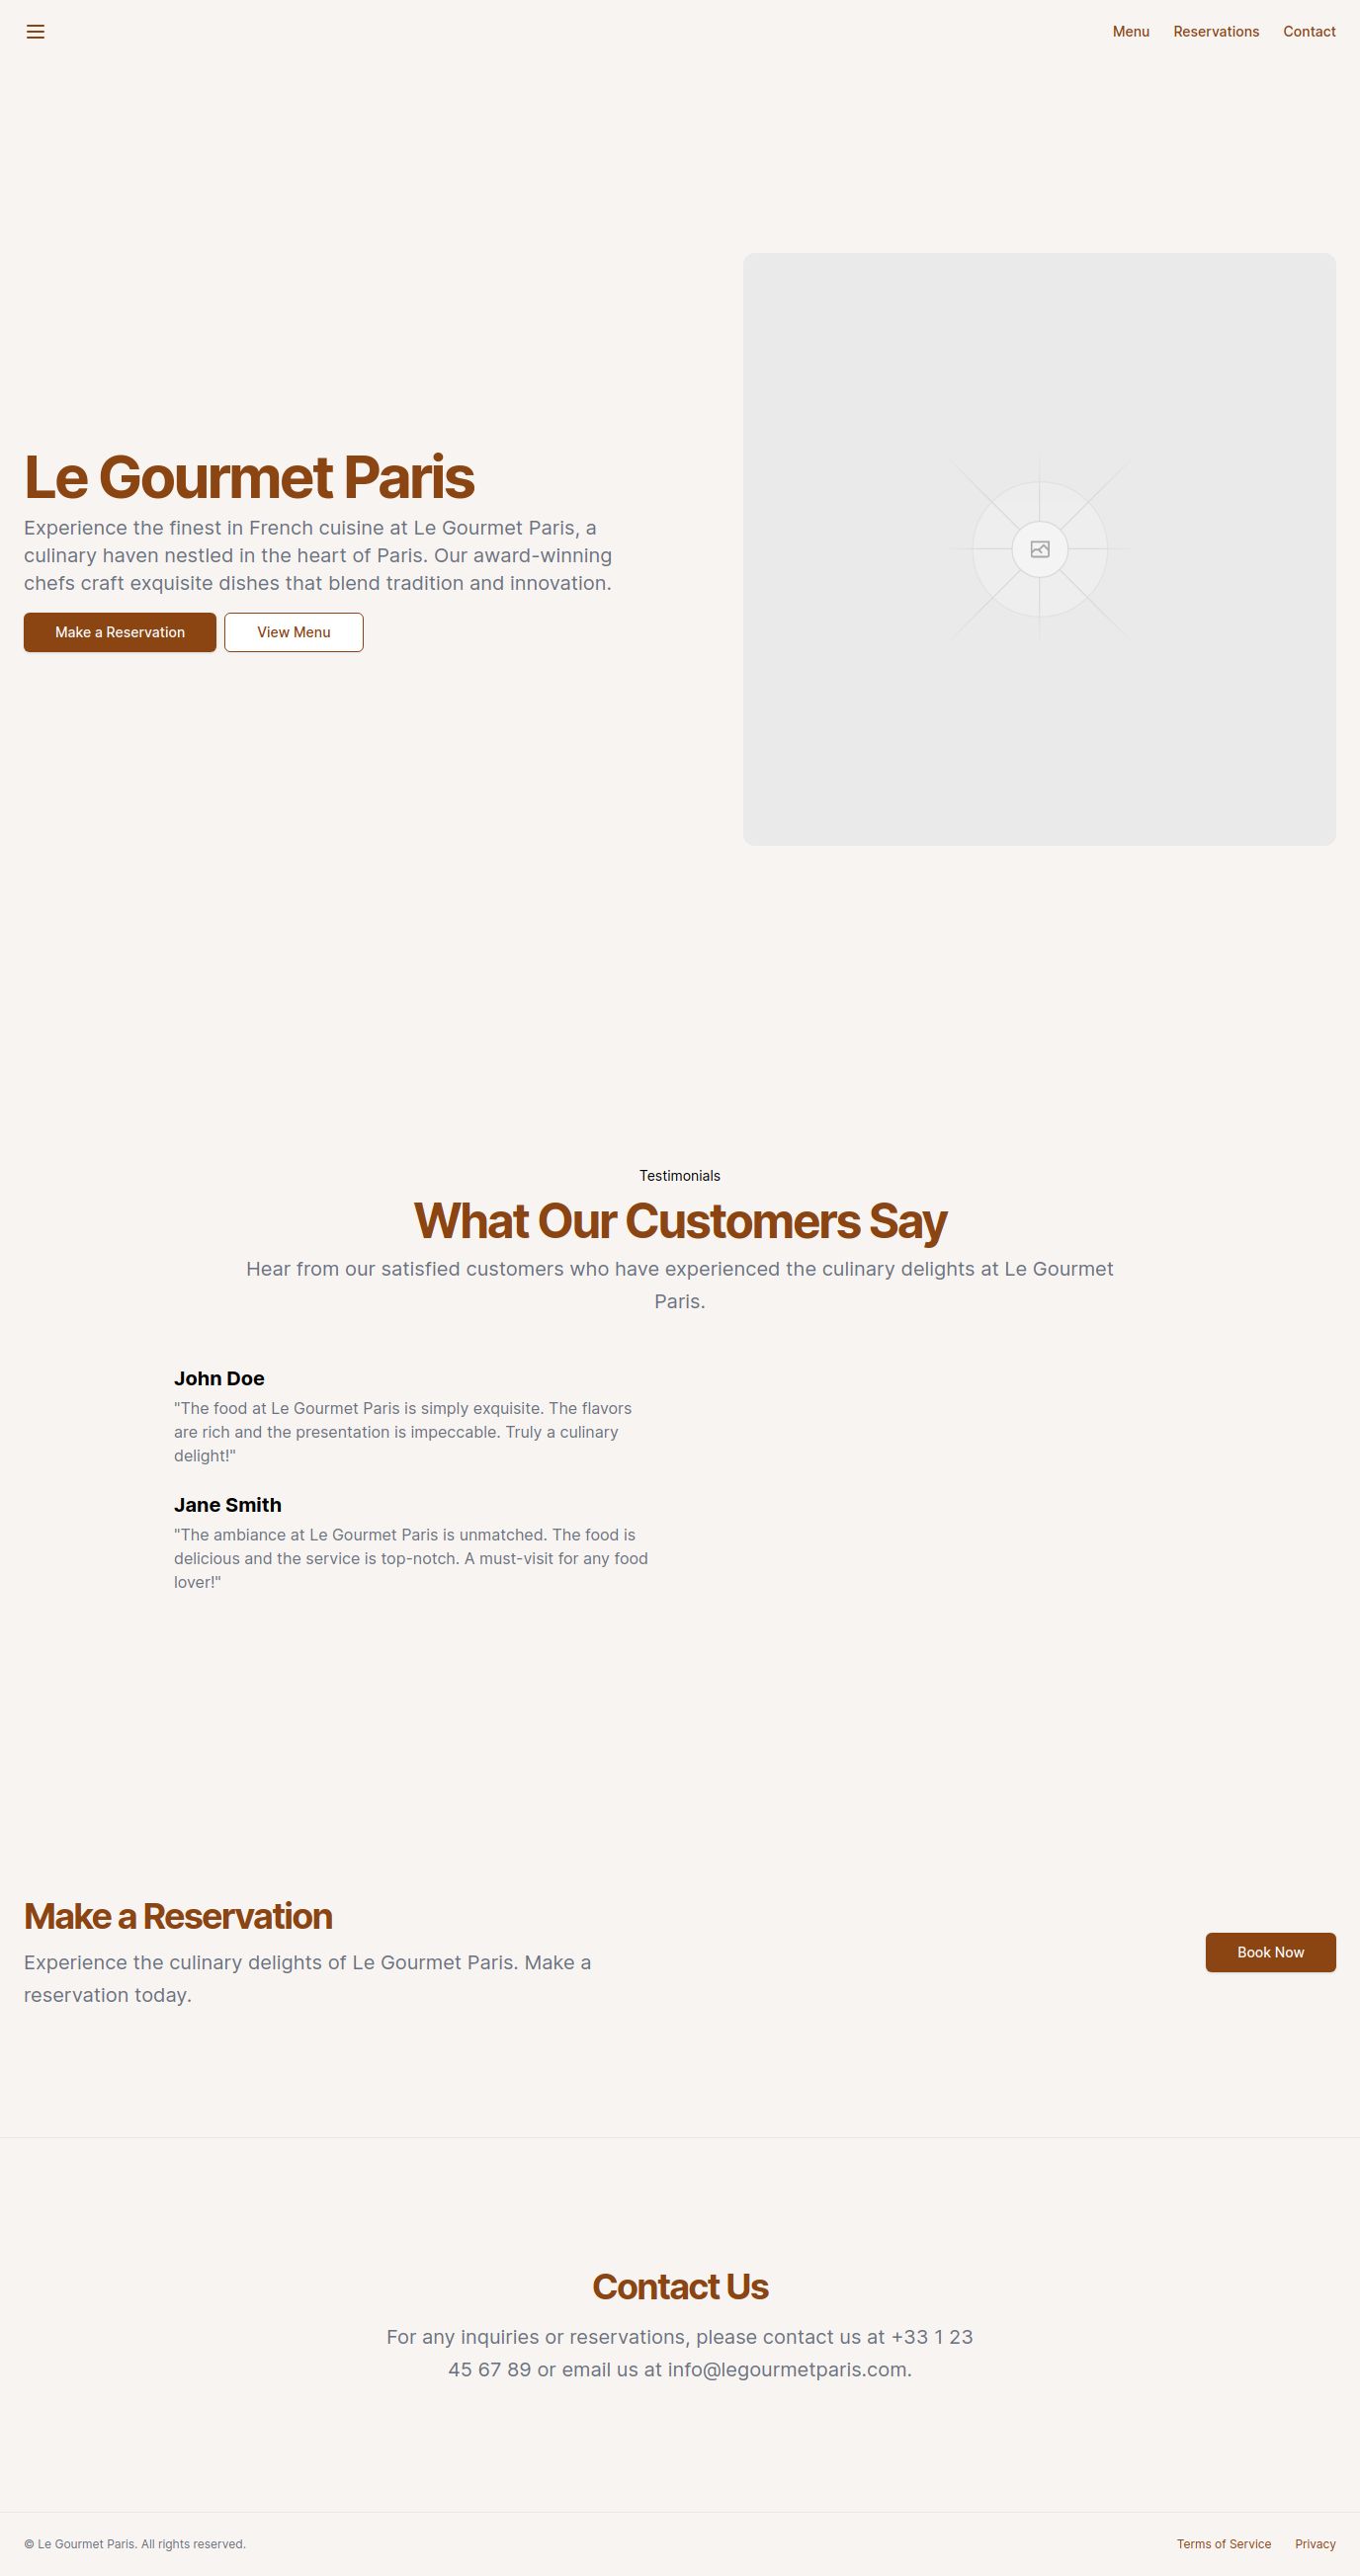 Menu Reservations Contact
Le Gourmet Paris
Experience the finest in French cuisine at Le Gourmet Paris, a
culinary haven nestled in the heart of Paris. Our award-winning
chefs craft exquisite dishes that blend tradition and innovation.
Make a Reservation View Menu
Testimonials
What Our Customers Say
Hear from our satisfied customers who have experienced the culinary delights at Le Gourmet
Paris.
John Doe
"The food at Le Gourmet Paris is simply exquisite. The flavors
are rich and the presentation is impeccable. Truly a culinary
delight!"
Jane Smith
"The ambiance at Le Gourmet Paris is unmatched. The food is
delicious and the service is top-notch. A must-visit for any food
lover!"
Make a Reservation
Experience the culinary delights of Le Gourmet Paris. Make a
reservation today.
Book Now
Contact Us
For any inquiries or reservations, please contact us at +33 1 23
45 67 89 or email us at info@legourmetparis.com.
© Le Gourmet Paris. All rights reserved.
Terms of Service Privacy